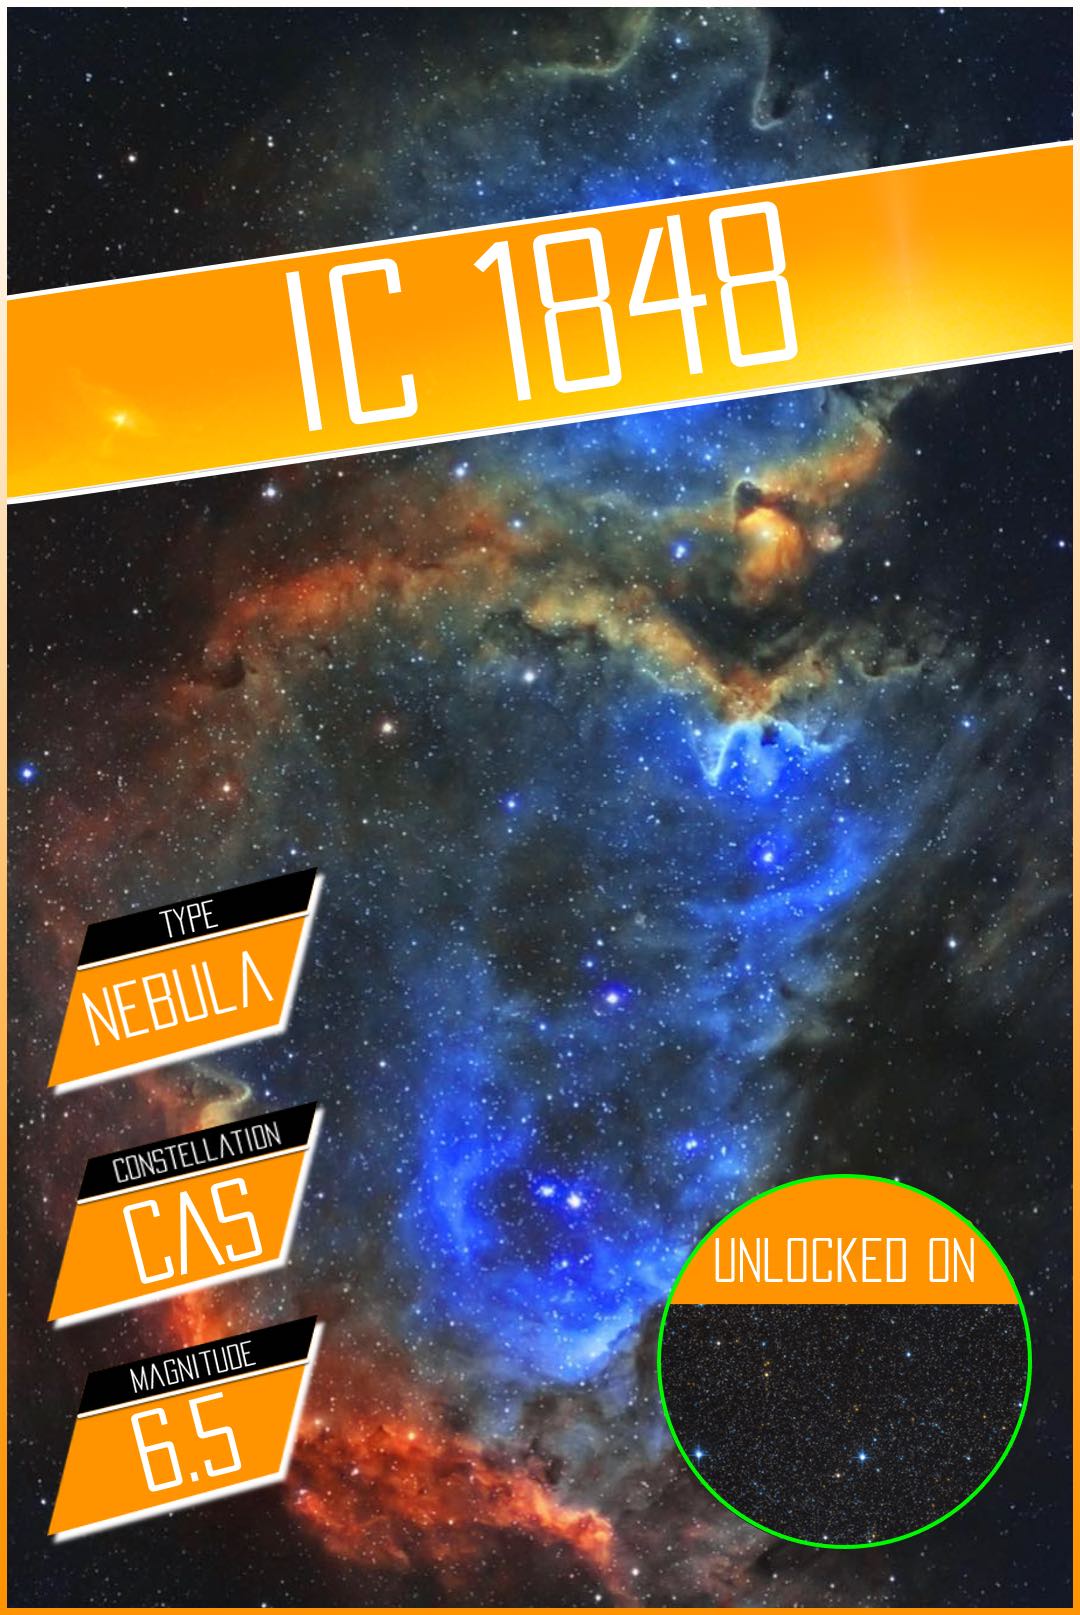 IC 1848
TYPE
NEBULA
CONSTELLATION
CAS
MAGNITUDE
6.5
UNLOCKED ON